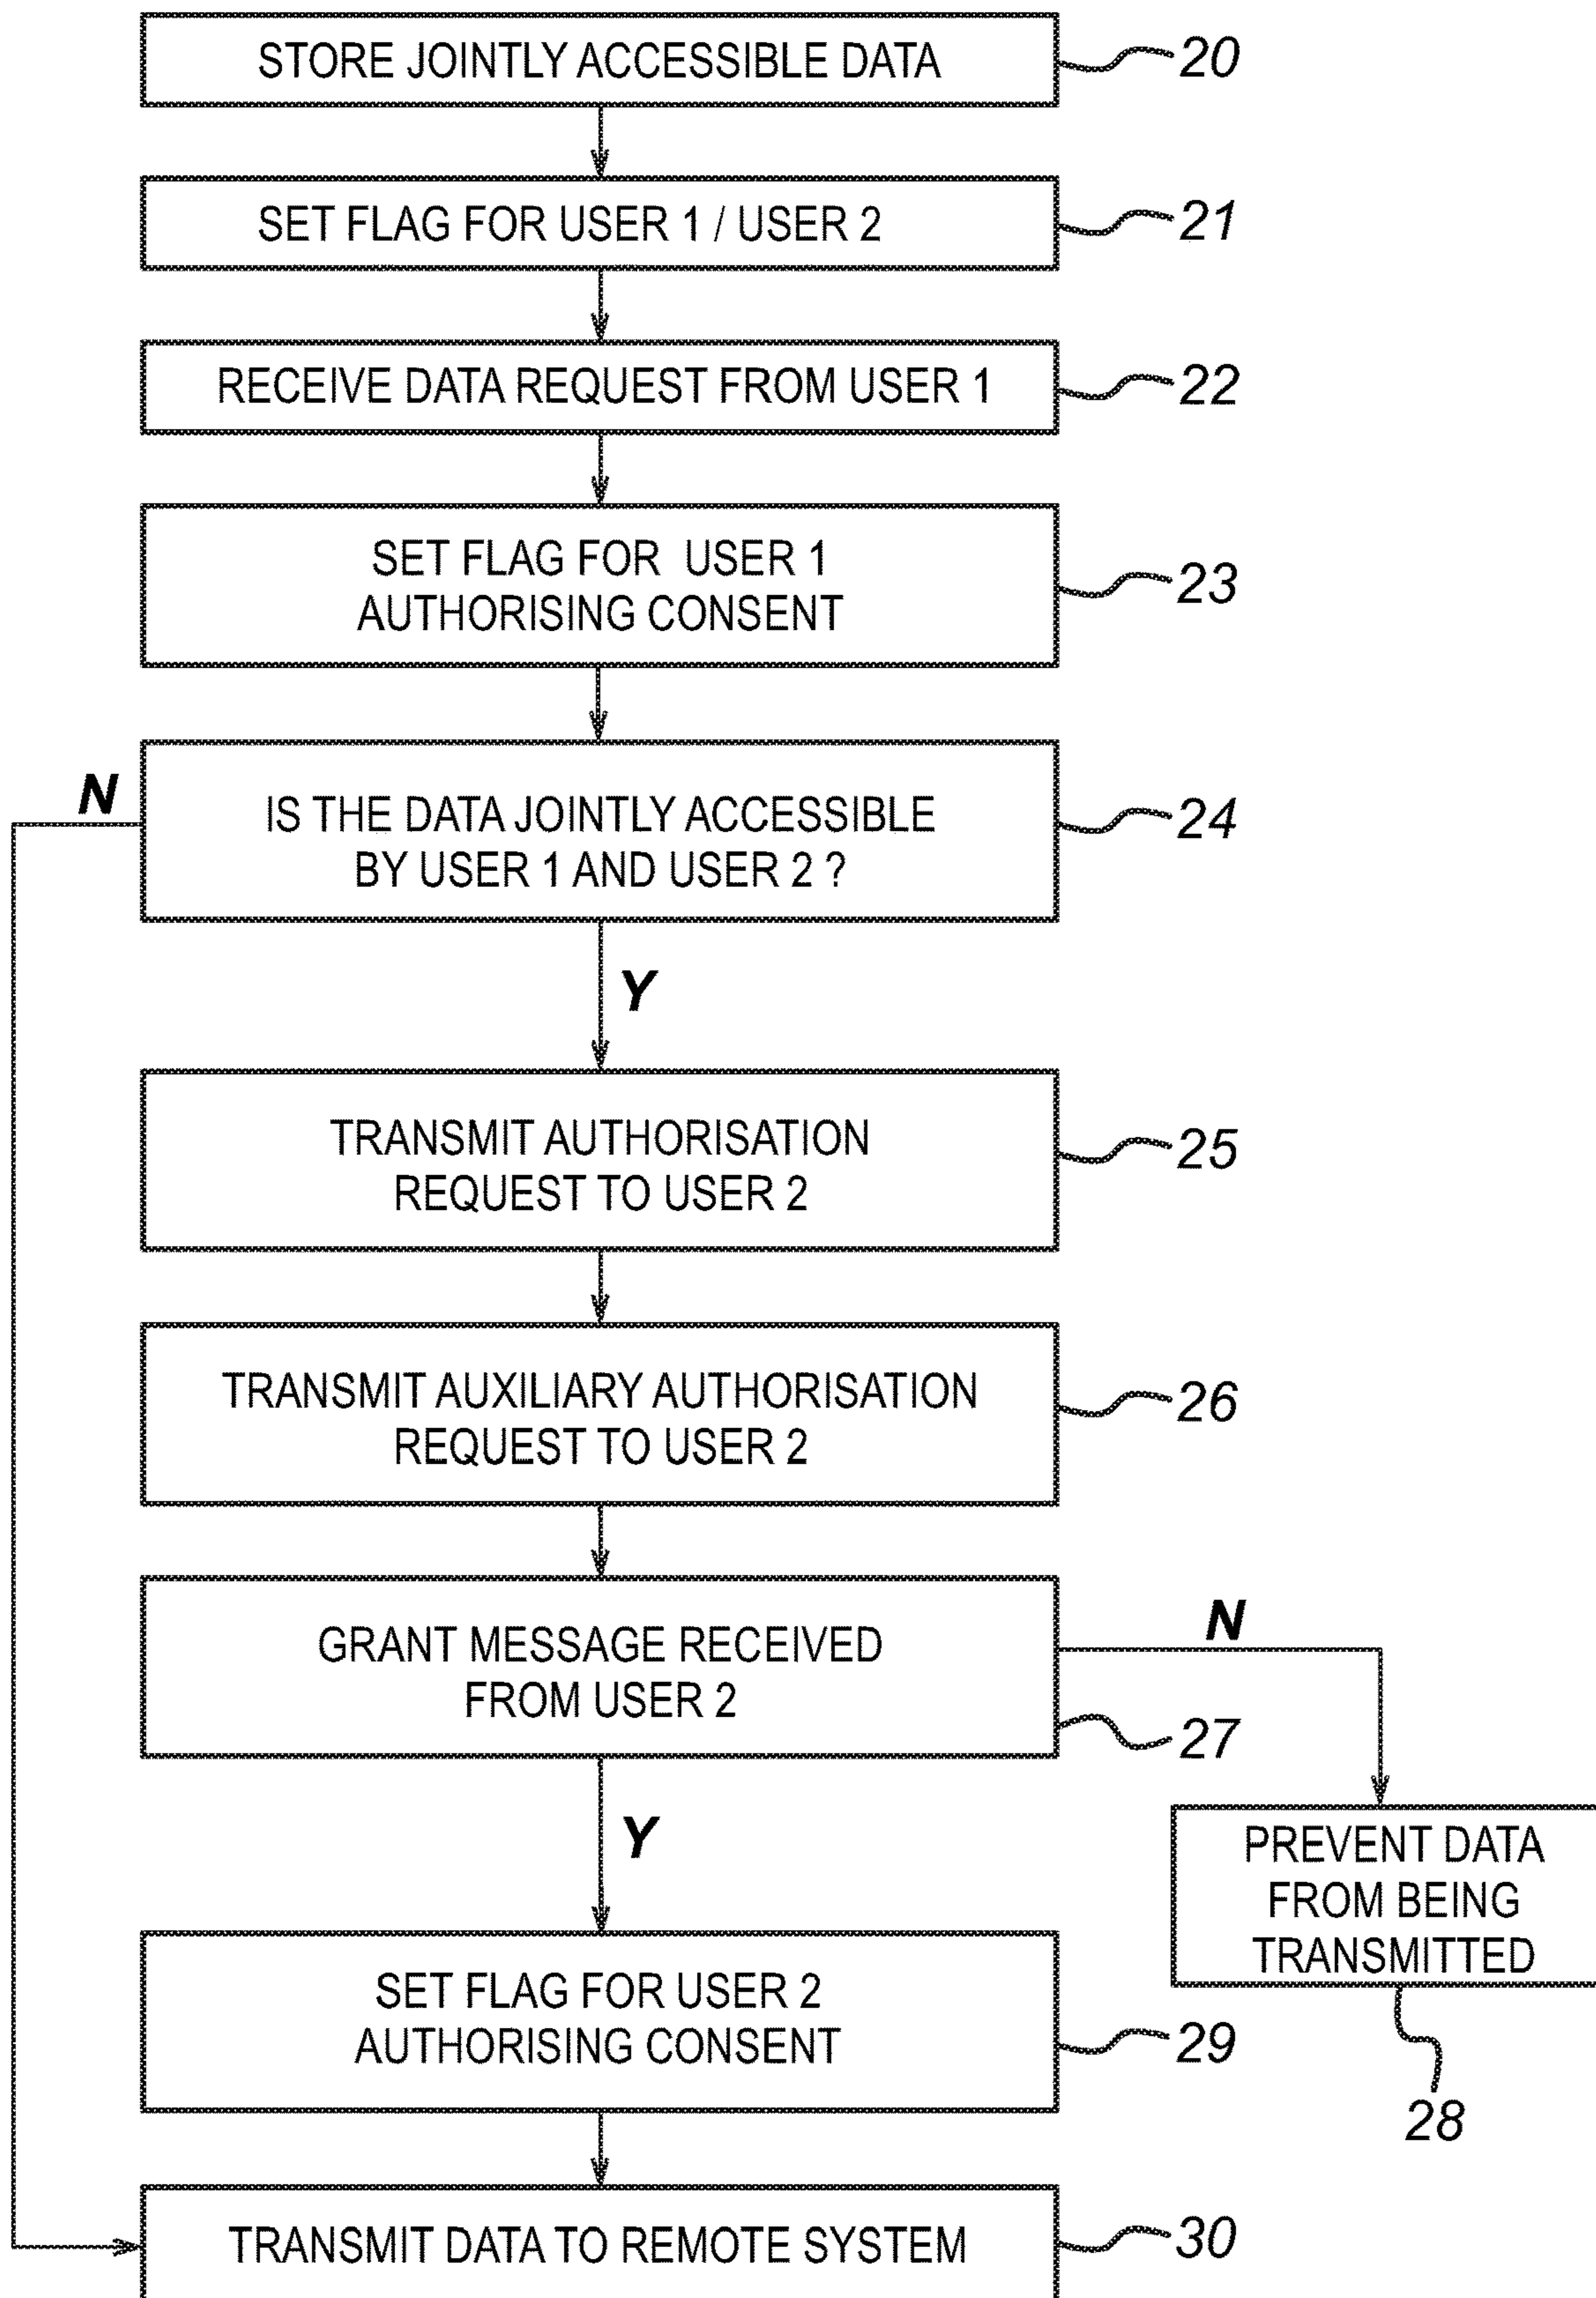 STORE JOINTLY ACCESSIBLE DATA
20
SET FLAG FOR USER 1 / USER 2
21
RECEIVE DATA REQUEST FROM USER 1
22
SET FLAG FOR USER 1
AUTHORISING CONSENT
23
N
IS THE DATA JOINTLY ACCESSIBLE
BY USER 1 AND USER 2 ?
24
Y
TRANSMIT AUTHORISATION
REQUEST TO USER 2
25
TRANSMIT AUXILIARY AUTHORISATION
REQUEST TO USER 2
26
GRANT MESSAGE RECEIVED
FROM USER 2
N
27
Y
PREVENT DATA
FROM BEING
TRANSMITTED
28
SET FLAG FOR USER 2
AUTHORISING CONSENT
29
TRANSMIT DATA TO REMOTE SYSTEM
30